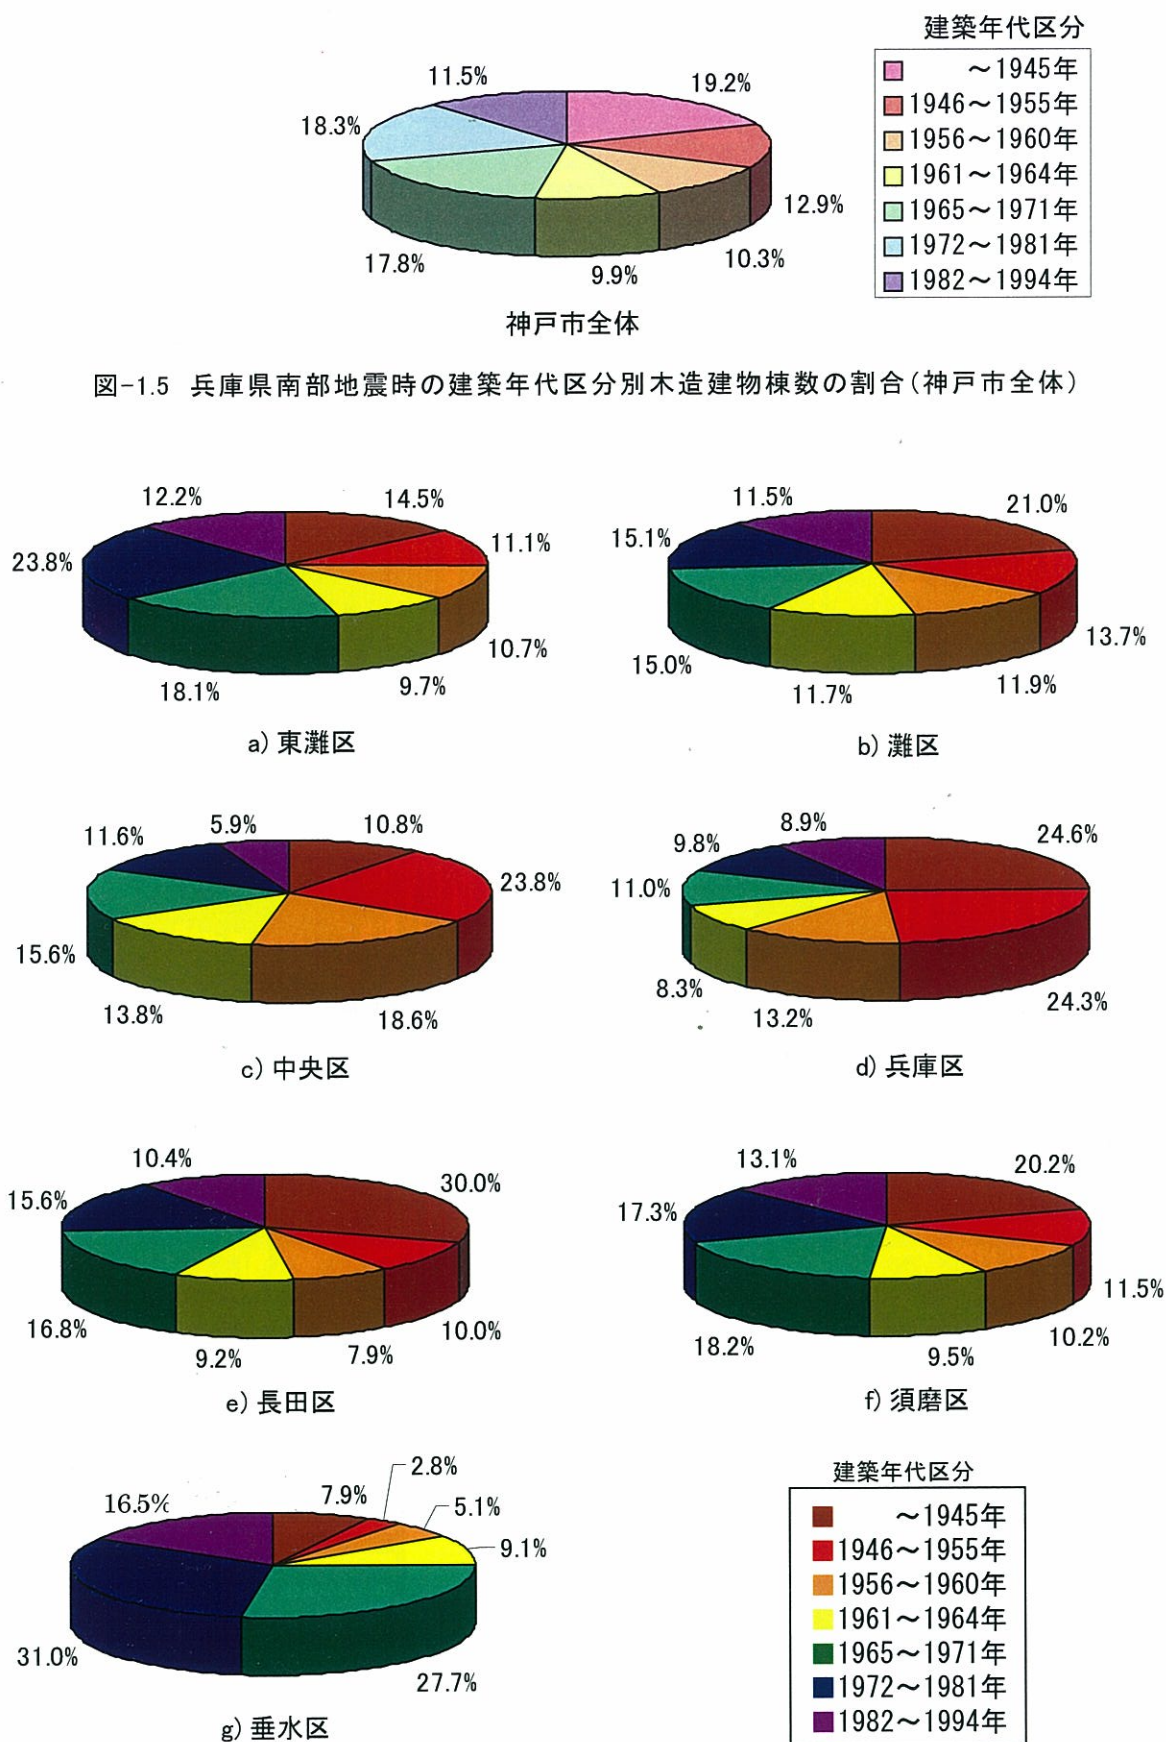 建築年代区分
～1945年
1946～1955年
1956～1960年
1961～1964年
1965～1971年
1972～1981年
1982～1994年
11.5%
19.2%
18.3%
12.9%
17.8%
9.9%
10.3%
神戸市全体
図-1.5 兵庫県南部地震時の建築年代区分別木造建物棟数の割合(神戸市全体)
12.2%
14.5%
23.8%
11.1%
10.7%
18.1%
9.7%
a) 東灘区
11.5%
21.0%
15.1%
13.7%
15.0%
11.7%
11.9%
b) 灘区
11.6%
5.9%
10.8%
23.8%
15.6%
13.8%
18.6%
c) 中央区
9.8%
8.9%
24.6%
11.0%
8.3%
13.2%
24.3%
d) 兵庫区
10.4%
30.0%
15.6%
16.8%
9.2%
7.9%
10.0%
e) 長田区
13.1%
20.2%
17.3%
11.5%
18.2%
9.5%
10.2%
f) 須磨区
16.5%
7.9%
2.8%
5.1%
9.1%
31.0%
27.7%
g) 垂水区
建築年代区分
～1945年
1946～1955年
1956～1960年
1961～1964年
1965～1971年
1972～1981年
1982～1994年